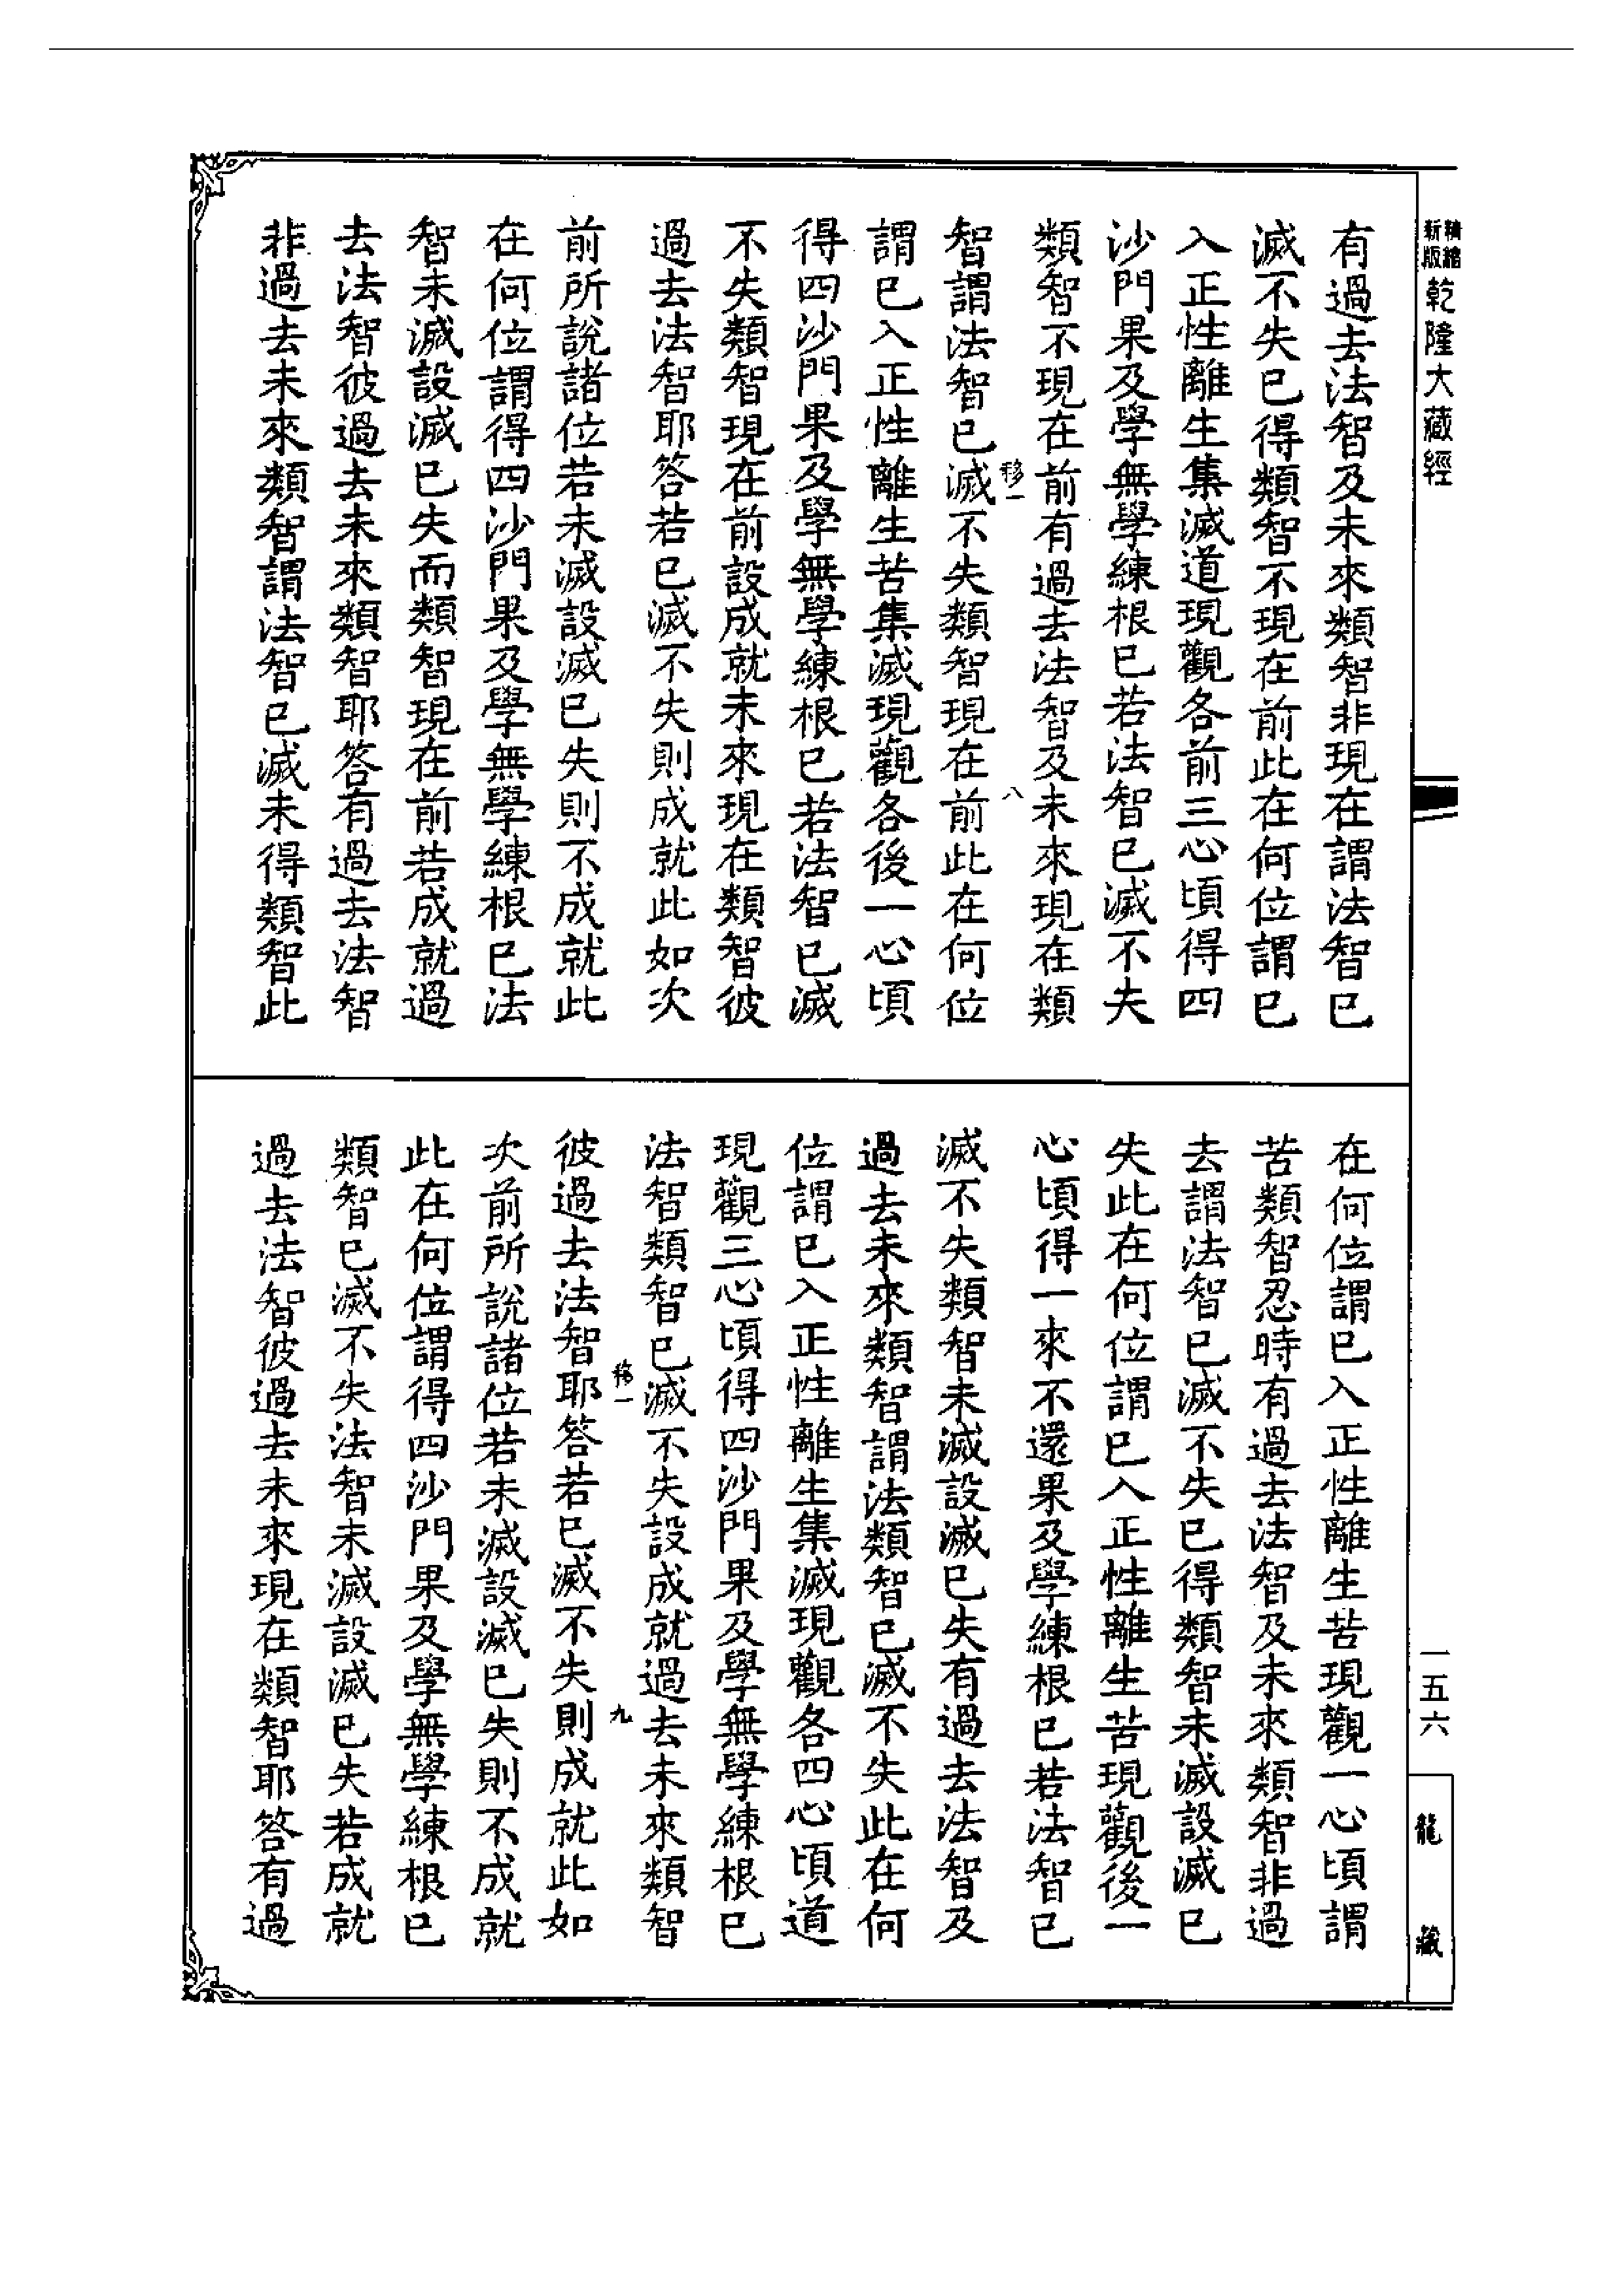 精縮
新版
乾隆大藏經
有過去法智及未來類智非現在謂法智已
滅不失已得類智不現在前此在何位謂已
入正性離生集滅道現觀各前三心頃得四
沙門果及學無學練根已若法智已滅不失
類智不現在前有過去法智及未來現在類
移一
八
智謂法智已滅不失類智現在前此在何位
謂已入正性離生苦集滅現觀各後一心頃
得四沙門果及學無學練根已若法智已滅
不失類智現在前設成就未來現在類智彼
過去法智耶答若已滅不失則成就此如次
前所說諸位若未滅設滅已失則不成就此
在何位謂得四沙門果及學無學練根已法
智未滅設滅已失而類智現在前若成就過
去法智彼過去未來類智耶答有過去法智
非過去未來類智謂法智已滅未得類智此
在何位謂已入正性離生苦現觀一心頃謂
苦類智忍時有過去法智及未來類智非過
去謂法智已滅不失已得類智未滅設滅已
失此在何位謂已入正性離生苦現觀後一
心頃得一來不還果及學練根已若法智已
滅不失類智未滅設滅已失有過去法智及
過去未來類智謂法類智已滅不失此在何
位謂已入正性離生集滅現觀各四心頃道
現觀三心頃得四沙門果及學無學練根已
法智類智已滅不失設成就過去未來類智
移一
九
彼過去法智耶答若已滅不失則成就此如
次前所說諸位若未滅設滅已失則不成就
此在何位謂得四沙門果及學無學練根已
類智已滅不失法智未滅設滅已失若成就
過去法智彼過去未來現在類智耶答有過
一五六
龍藏